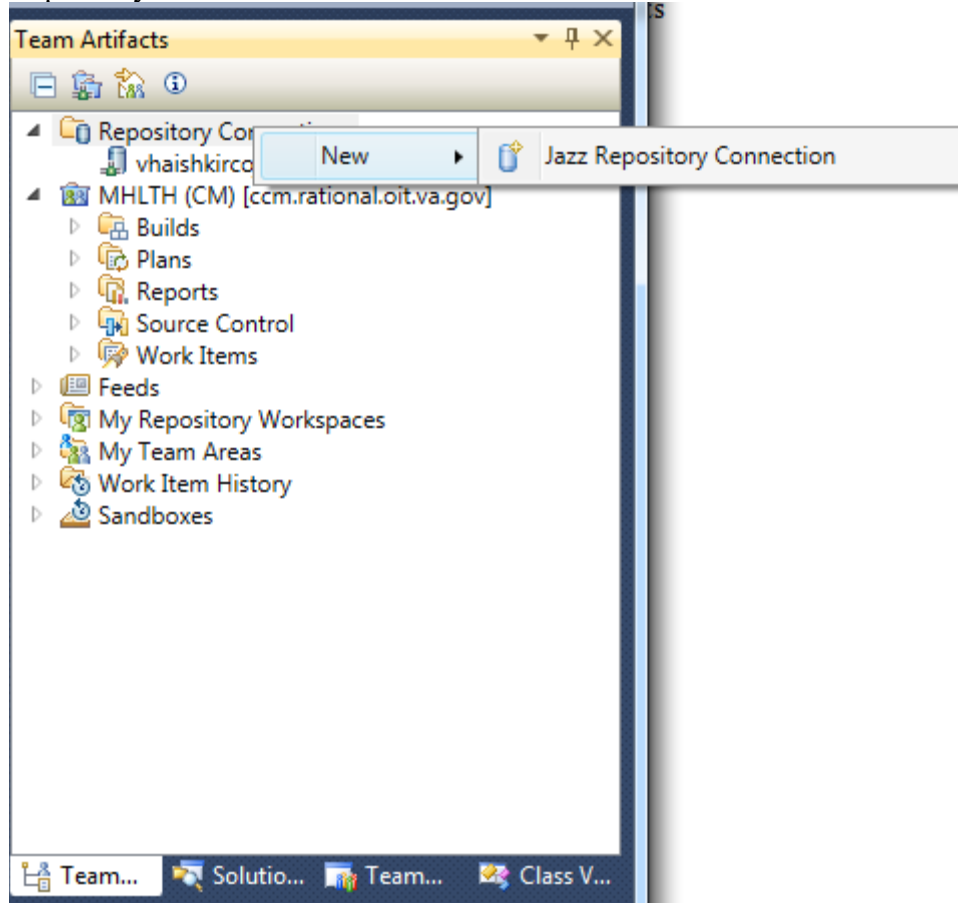 s
Team Artifacts
Repository Con
New
Jazz Repository Connection
vhaishkirco
MHLTH (CM) [ccm.rational.oit.va.gov]
Builds
Plans
Reports
Source Control
Work Items
Feeds
My Repository Workspaces
My Team Areas
Work Item History
Sandboxes
Team...
Solutio...
Team...
Class V...